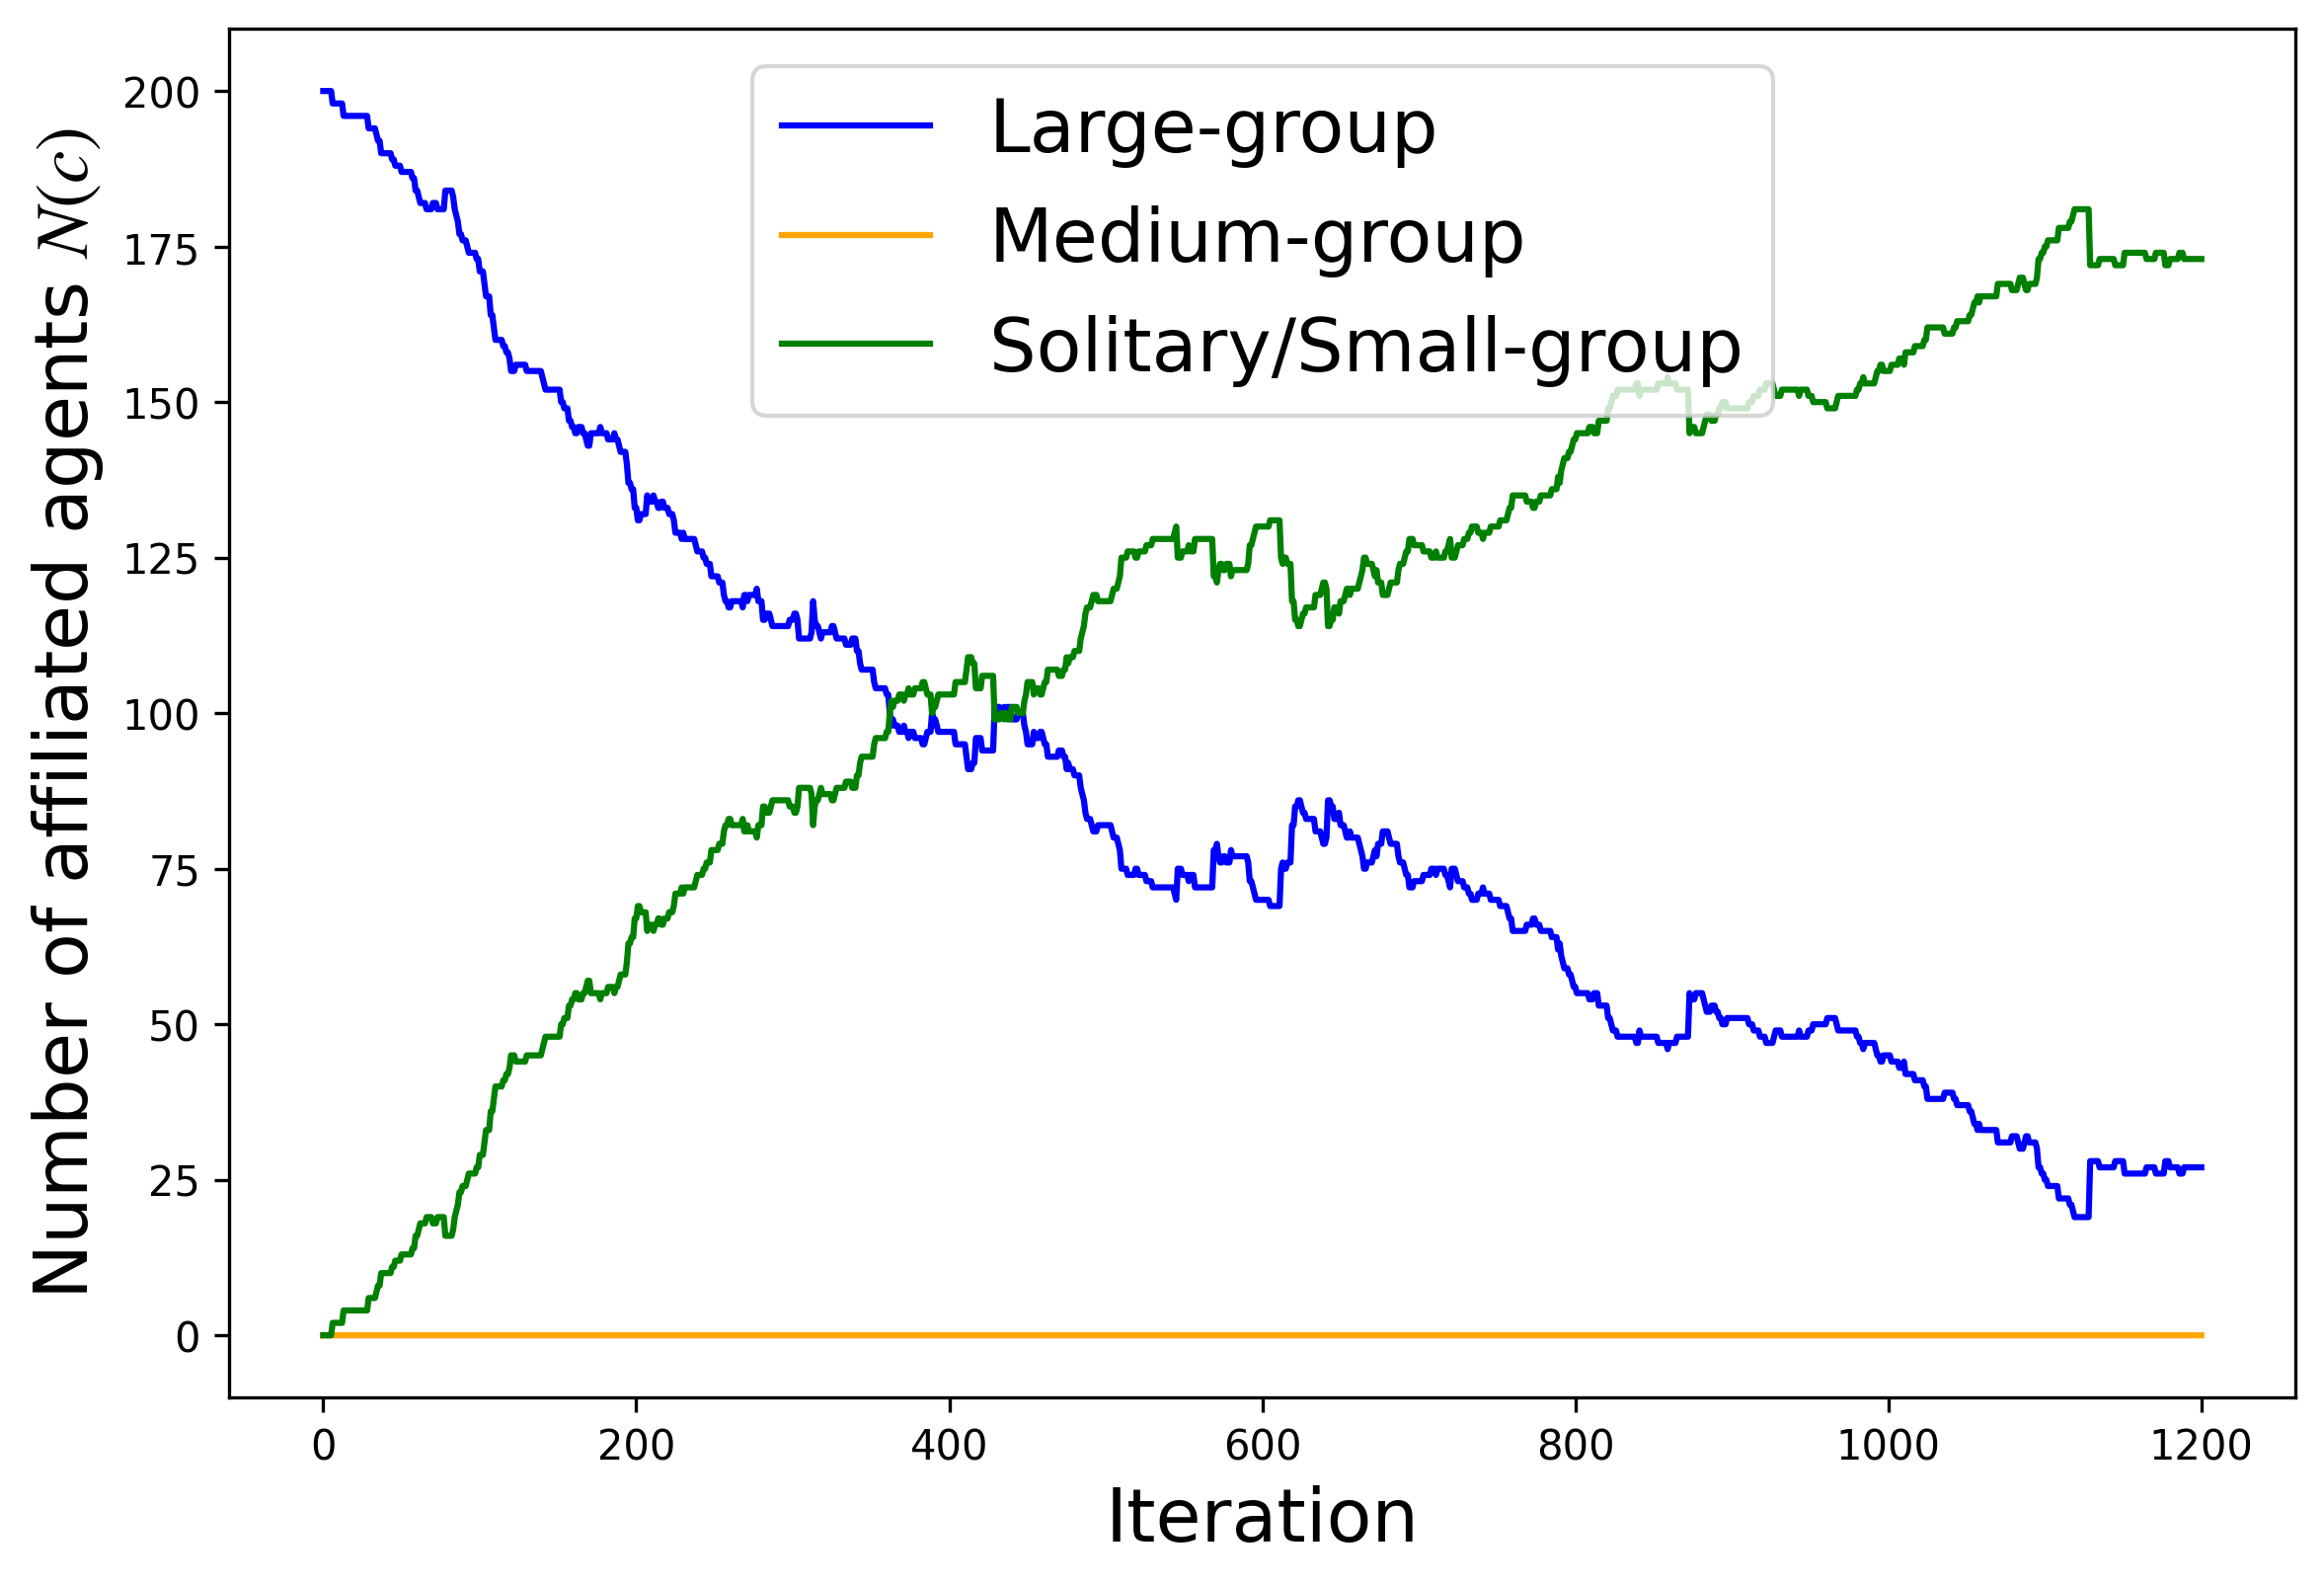 Number of affiliated agents N(c)
200
175
150
125
100
75
50
25
0
Large-group
Medium-group
Solitary/Small-group
0 200 400 600 800 1000 1200
Iteration